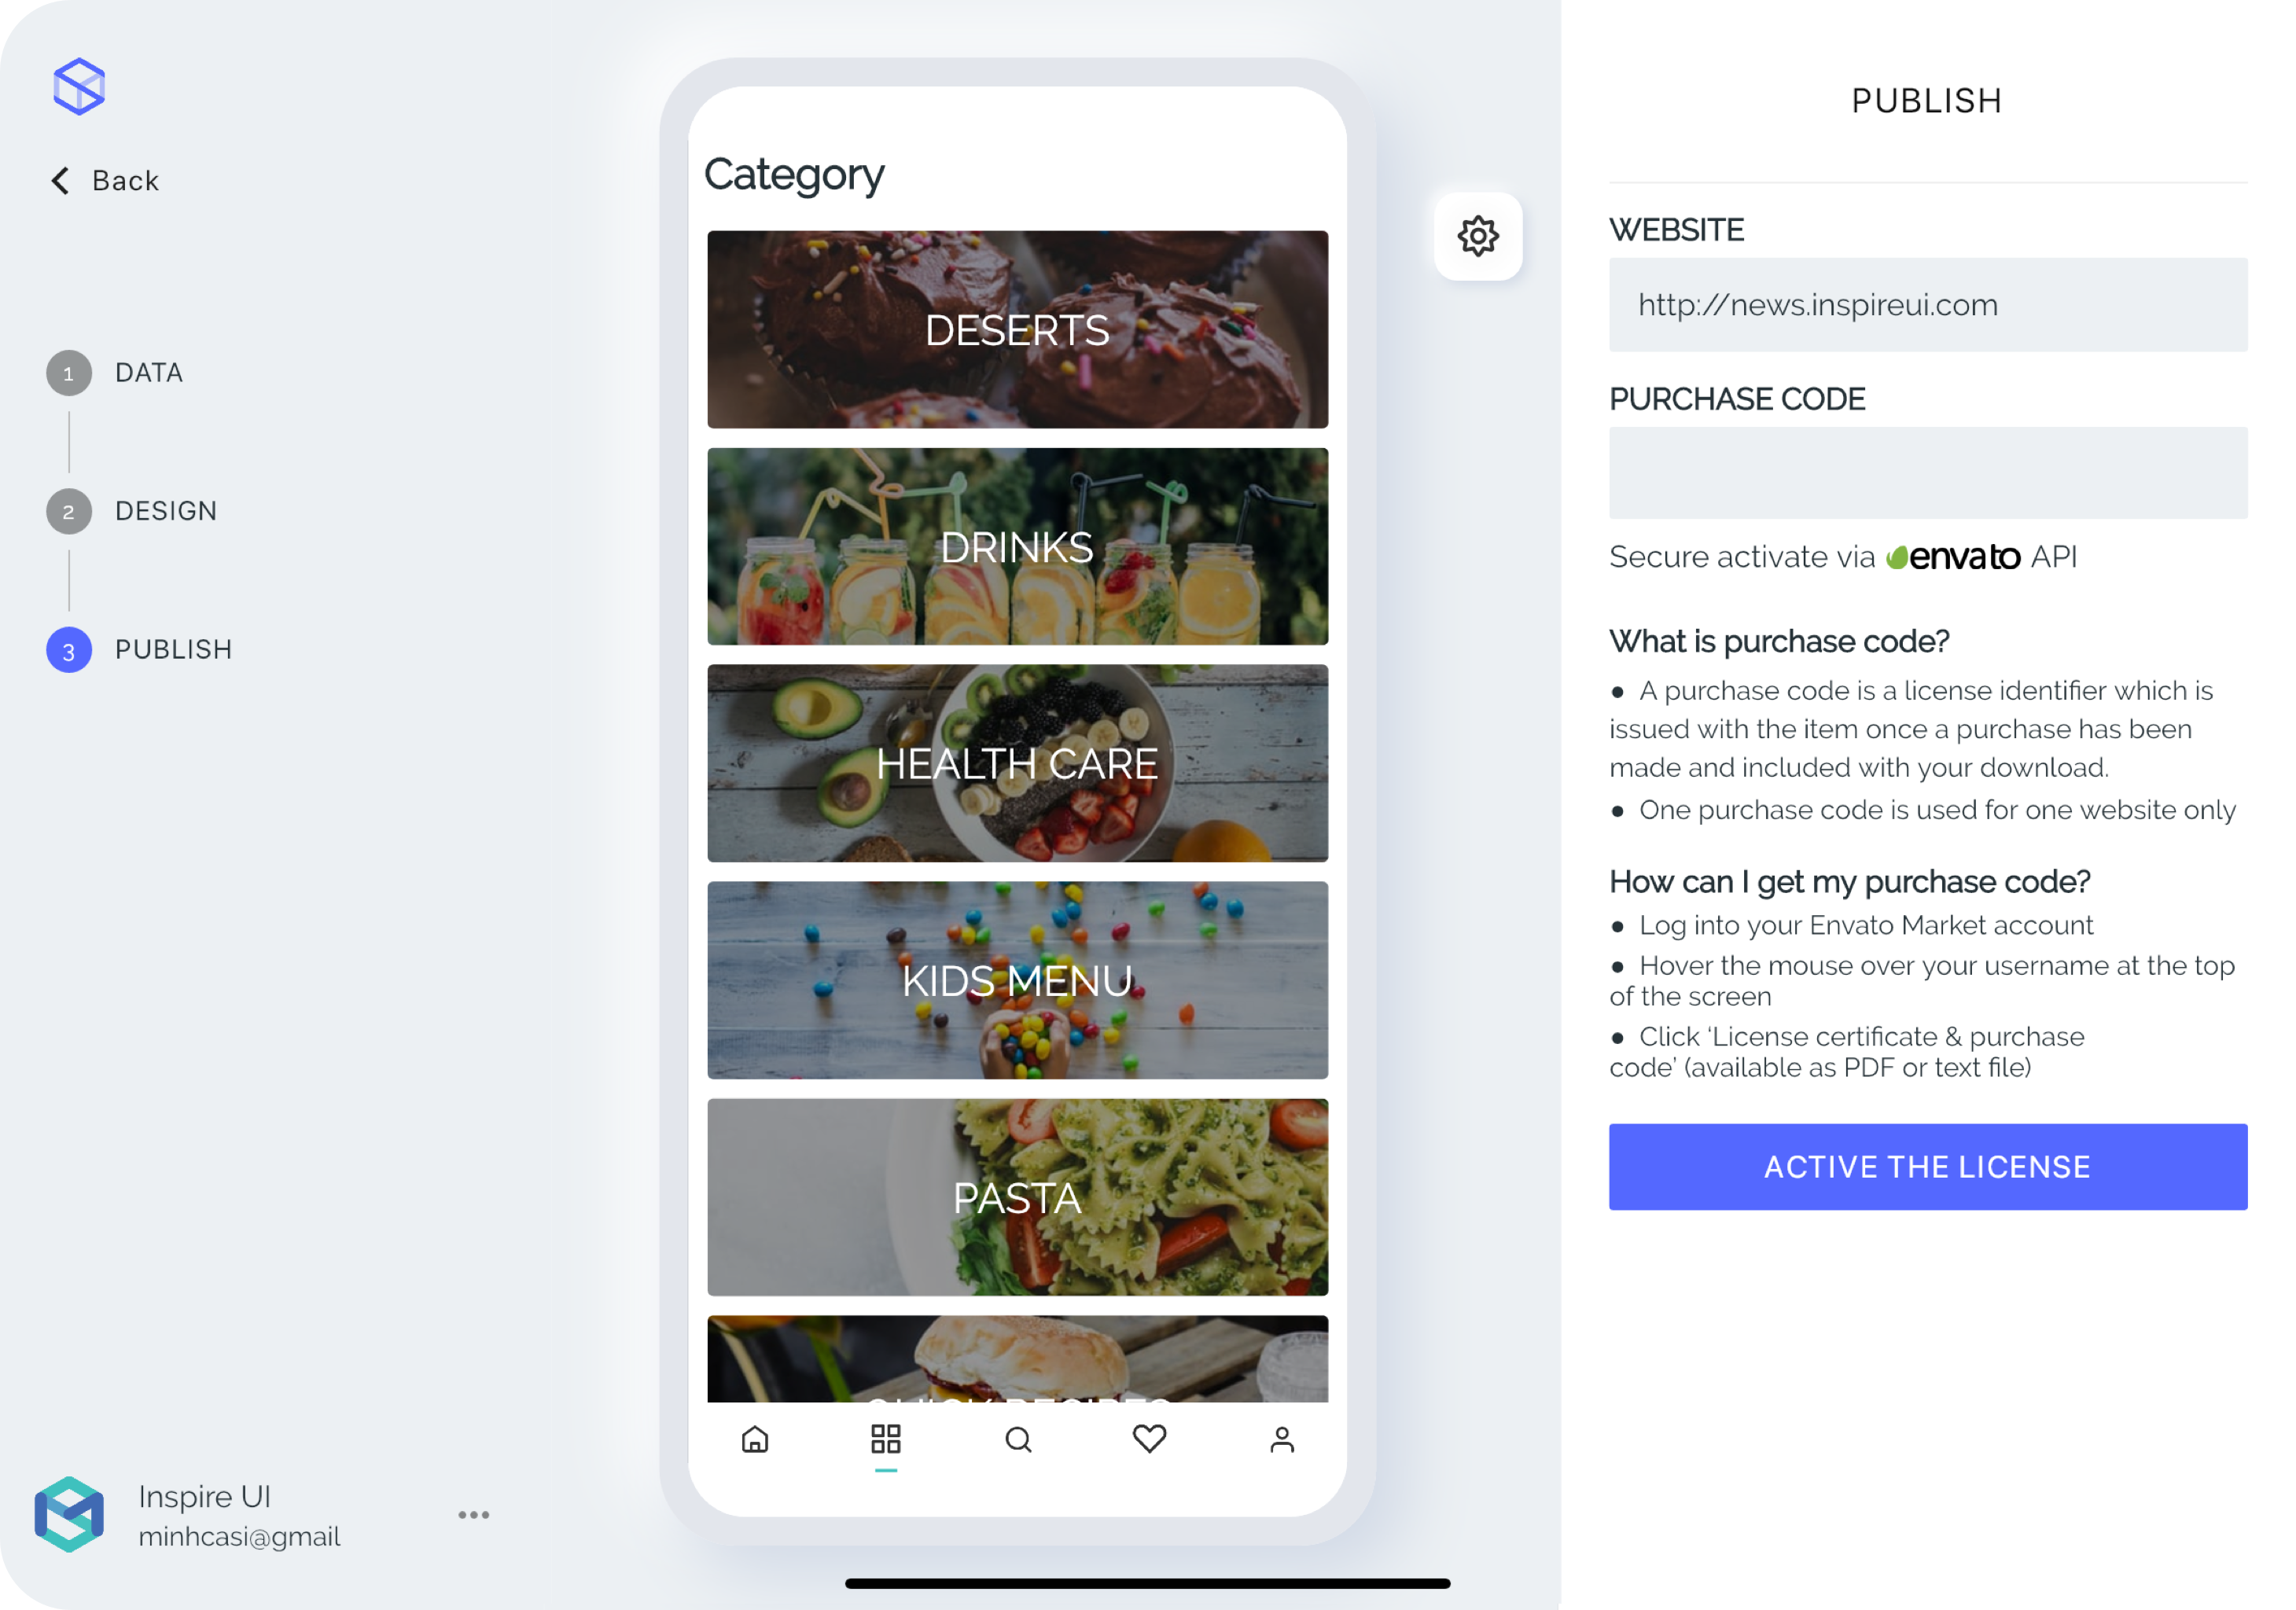 Back
1 DATA
2 DESIGN
3 PUBLISH
Inspire UI
minhcasi@gmail
Category
DESERTS
DRINKS
HEALTH CARE
KIDS MENU
PASTA
PUBLISH
WEBSITE
http://news.inspireui.com
PURCHASE CODE
Secure activate via envato API
What is purchase code?
● A purchase code is a license identifier which is
issued with the item once a purchase has been
made and included with your download.
● One purchase code is used for one website only
How can I get my purchase code?
● Log into your Envato Market account
● Hover the mouse over your username at the top
of the screen
● Click ‘License certificate & purchase
code’ (available as PDF or text file)
ACTIVE THE LICENSE